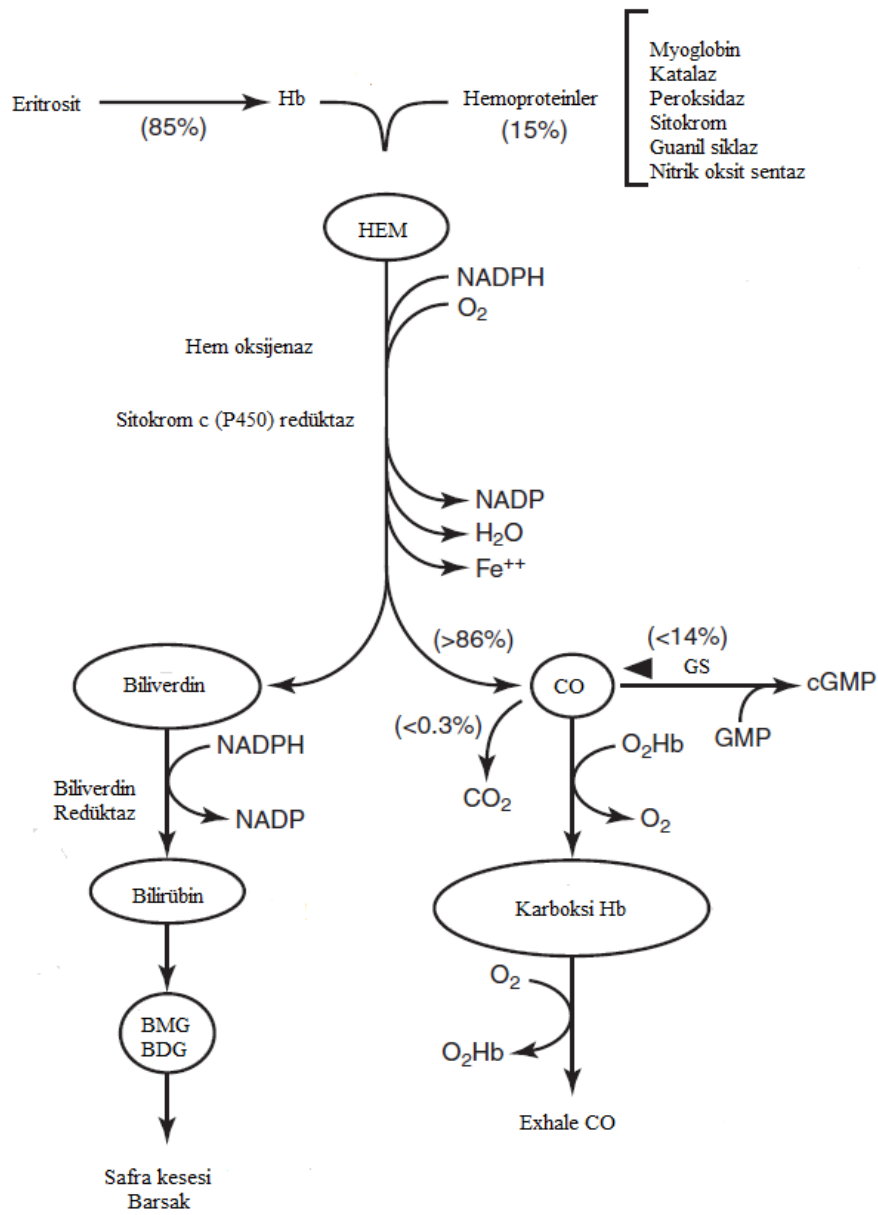 Eritrosit
(85%)
Hb
Hemoproteinler
(15%)
Myoglobin
Katalaz
Peroksidaz
Sitokrom
Guanil siklaz
Nitrik oksit sentaz
HEM
NADPH
O₂
Hem oksijenaz
Sitokrom c (P450) redüktaz
NADP
H₂O
Fe⁺⁺
(>86%)
(<14%)
Biliverdin
CO
GS
cGMP
GMP
(<0.3%)
CO₂
NADPH
Biliverdin
Redüktaz
NADP
O₂Hb
O₂
Bilirübin
Karboksi Hb
BMG
BDG
O₂
O₂Hb
Exhale CO
Safra kesesi
Barsak